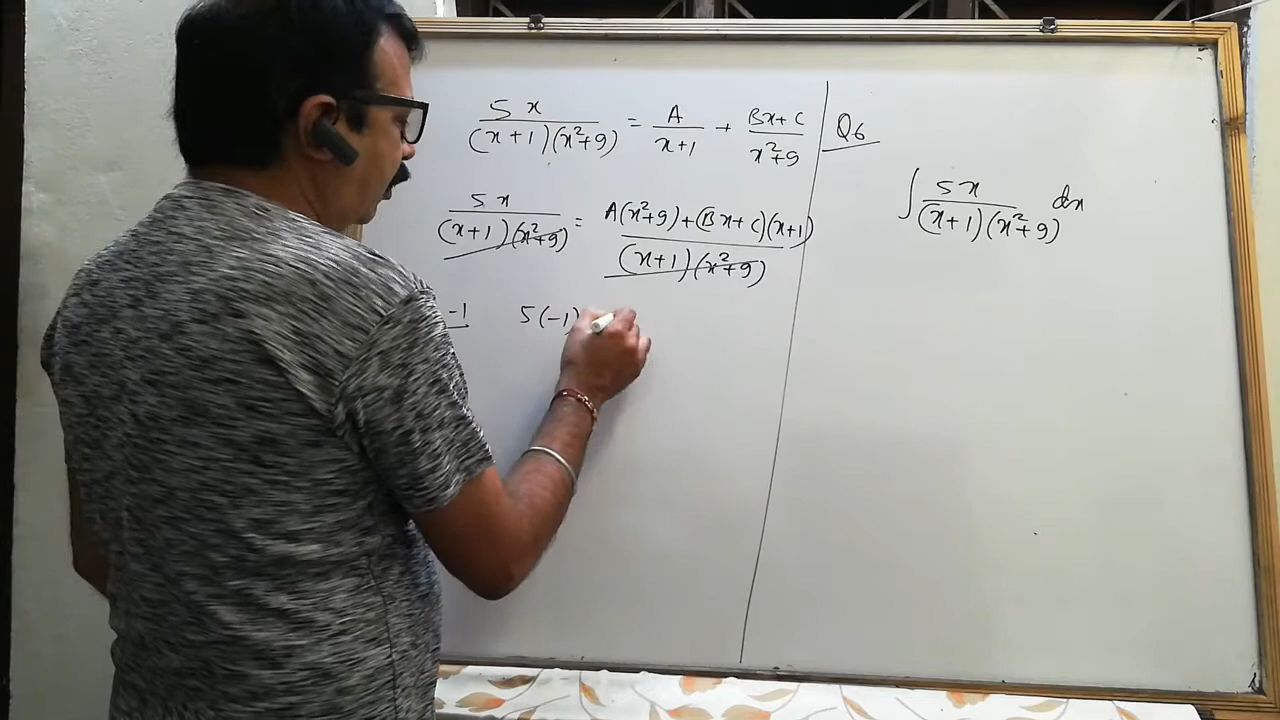 5x / (x+1)(x²+9) = A / x+1 + Bx+C / x²+9
5x / (x+1)(x²+9) = A(x²+9)+(Bx+C)(x+1) / (x+1)(x²+9)
-1 5(-1)
Q6
∫ 5x / (x+1)(x²+9) dx